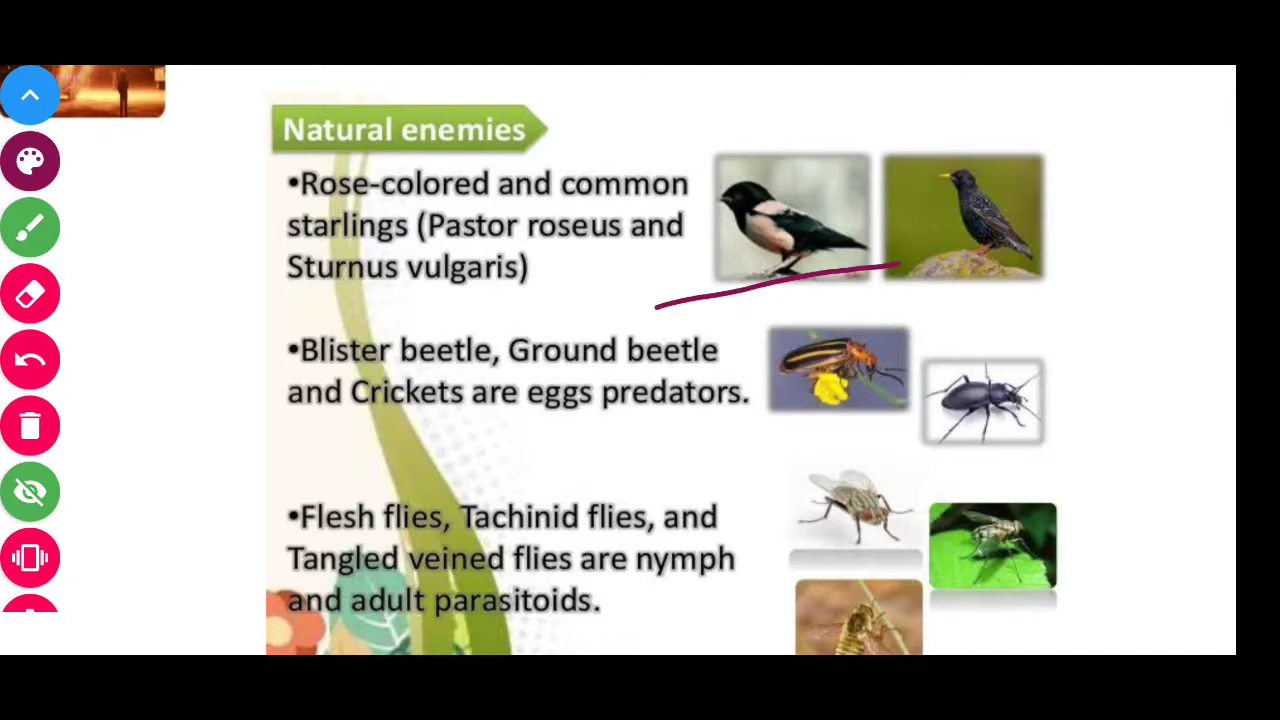 Natural enemies
•Rose-colored and common
starlings (Pastor roseus and
Sturnus vulgaris)
•Blister beetle, Ground beetle
and Crickets are eggs predators.
•Flesh flies, Tachinid flies, and
Tangled veined flies are nymph
and adult parasitoids.